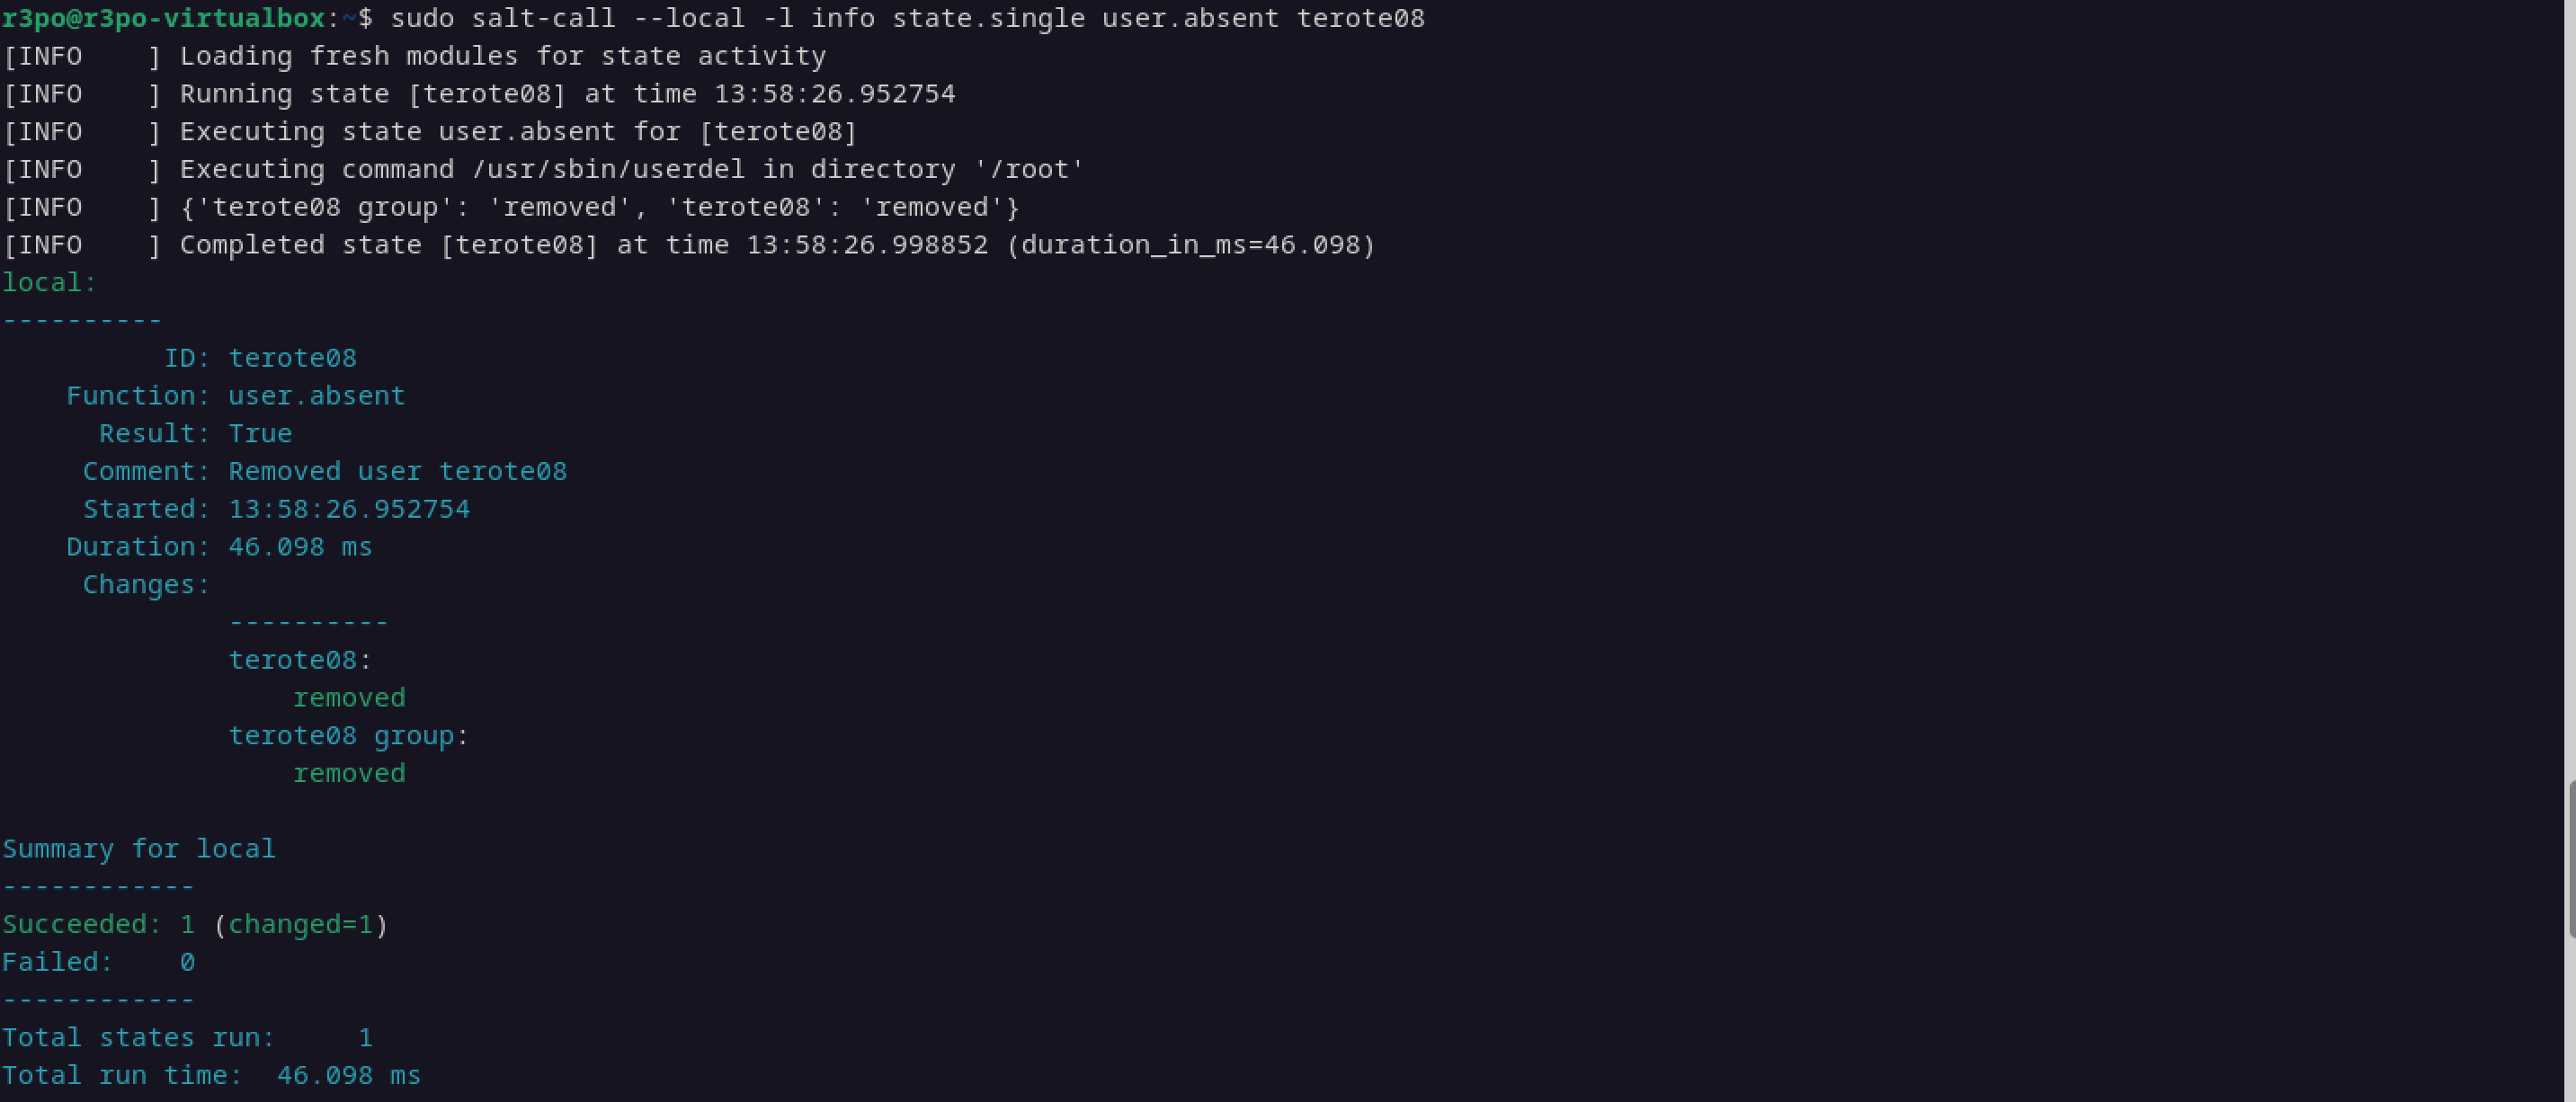 r3po@r3po-virtualbox:~$ sudo salt-call --local -l info state.single user.absent terote08
[INFO    ] Loading fresh modules for state activity
[INFO    ] Running state [terote08] at time 13:58:26.952754
[INFO    ] Executing state user.absent for [terote08]
[INFO    ] Executing command /usr/sbin/userdel in directory '/root'
[INFO    ] {'terote08 group': 'removed', 'terote08': 'removed'}
[INFO    ] Completed state [terote08] at time 13:58:26.998852 (duration_in_ms=46.098)
local:
----------
          ID: terote08
    Function: user.absent
      Result: True
     Comment: Removed user terote08
     Started: 13:58:26.952754
    Duration: 46.098 ms
     Changes:
              ----------
              terote08:
                  removed
              terote08 group:
                  removed

Summary for local
------------
Succeeded: 1 (changed=1)
Failed:    0
------------
Total states run:     1
Total run time:  46.098 ms